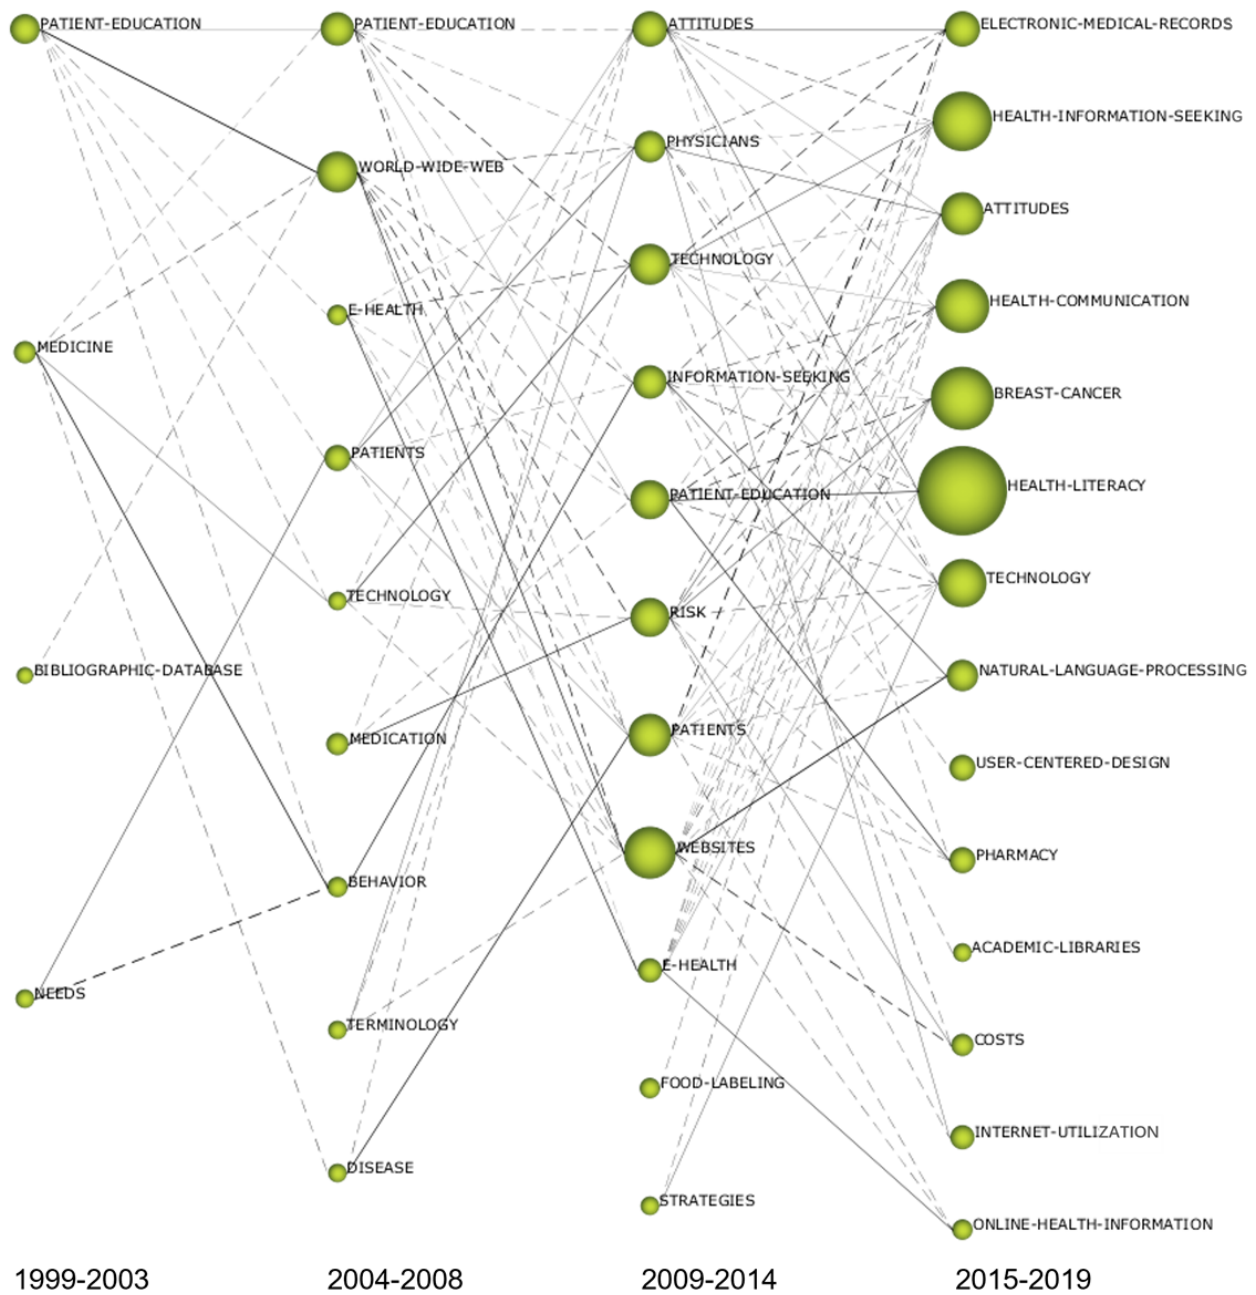 PATIENT-EDUCATION
MEDICINE
BIBLIOGRAPHIC-DATABASE
NEEDS
1999-2003
PATIENT-EDUCATION
WORLD-WIDE-WEB
E-HEALTH
PATIENTS
TECHNOLOGY
MEDICATION
BEHAVIOR
TERMINOLOGY
DISEASE
2004-2008
ATTITUDES
PHYSICIANS
TECHNOLOGY
INFORMATION-SEEKING
PATIENT-EDUCATION
RISK
PATIENTS
WEBSITES
E-HEALTH
FOOD-LABELING
STRATEGIES
2009-2014
ELECTRONIC-MEDICAL-RECORDS
HEALTH-INFORMATION-SEEKING
ATTITUDES
HEALTH-COMMUNICATION
BREAST-CANCER
HEALTH-LITERACY
TECHNOLOGY
NATURAL-LANGUAGE-PROCESSING
USER-CENTERED-DESIGN
PHARMACY
ACADEMIC-LIBRARIES
COSTS
INTERNET-UTILIZATION
ONLINE-HEALTH-INFORMATION
2015-2019